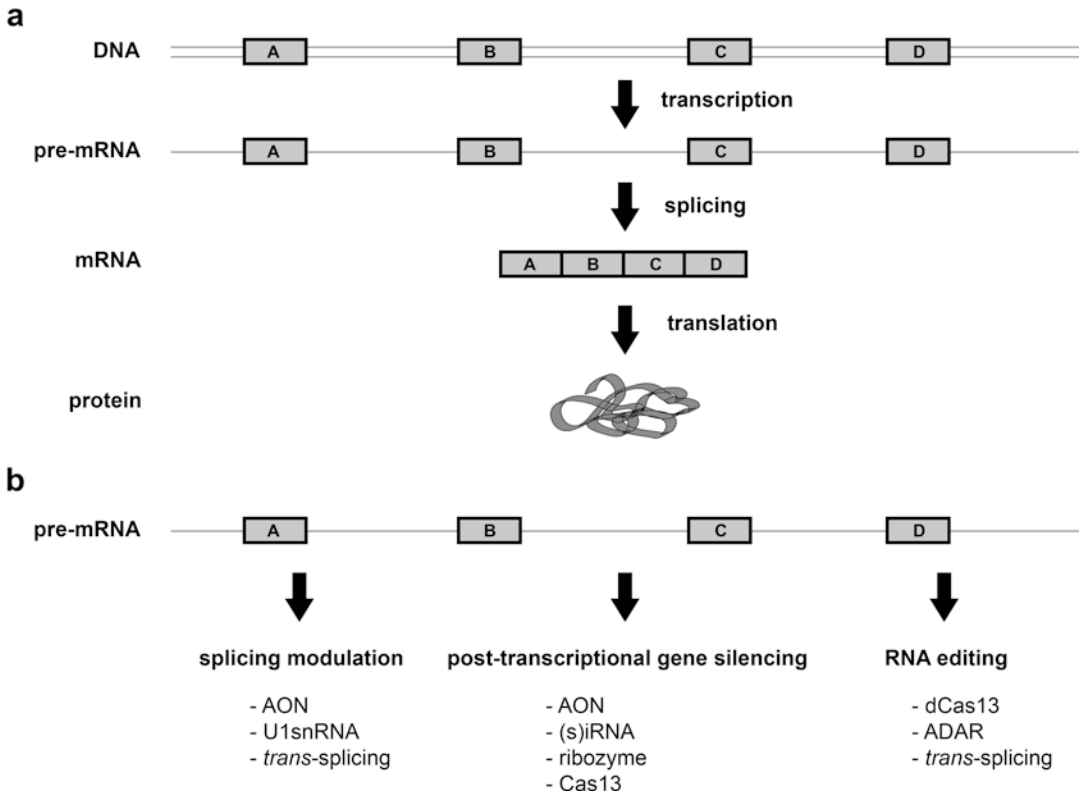 a
DNA A B C D
transcription
pre-mRNA A B C D
splicing
mRNA A B C D
translation
protein
b
pre-mRNA A B C D
splicing modulation
- AON
- U1snRNA
- trans-splicing
post-transcriptional gene silencing
- AON
- (s)iRNA
- ribozyme
- Cas13
RNA editing
- dCas13
- ADAR
- trans-splicing